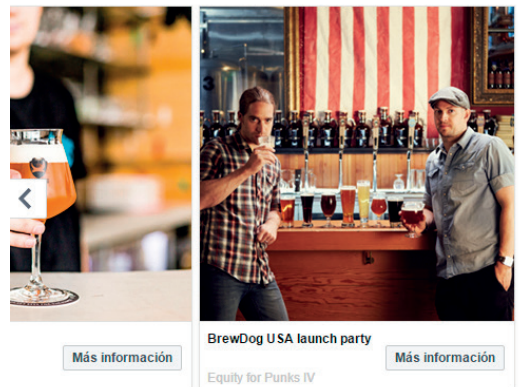 Más información
BrewDog USA launch party
Más información
Equity for Punks IV